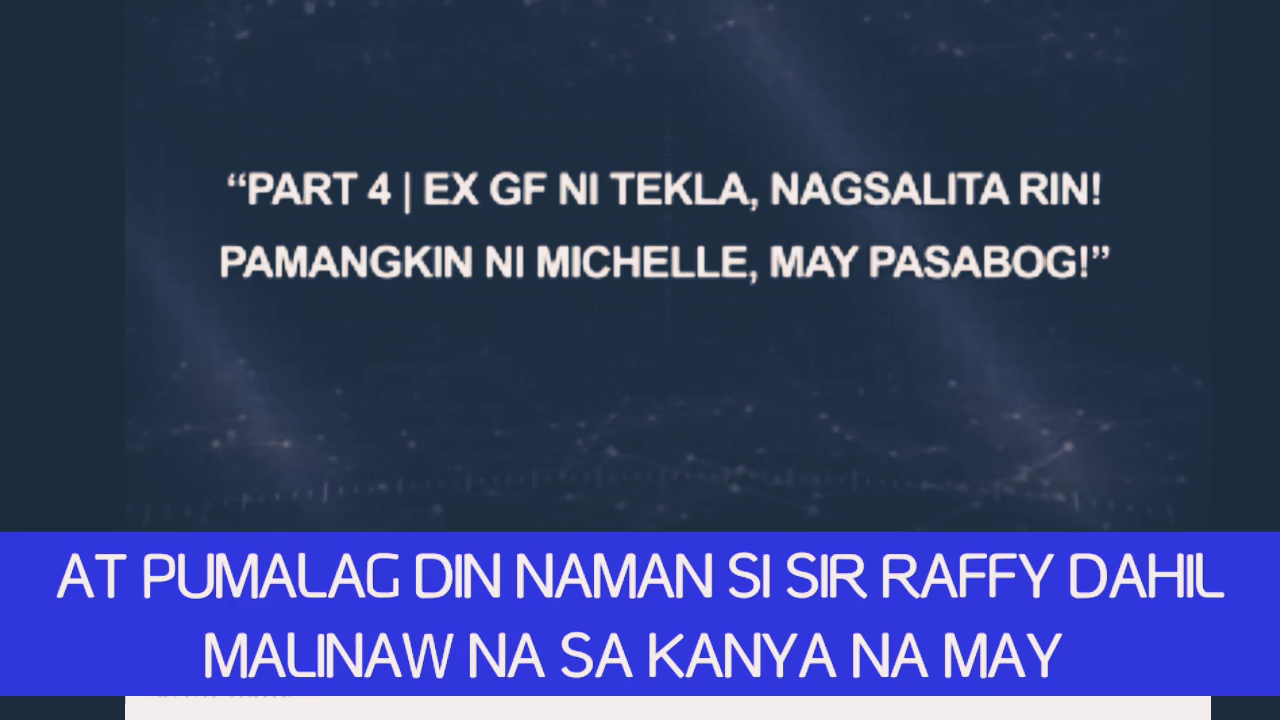 “PART 4 | EX GF NI TEKLA, NAGSALITA RIN!
PAMANGKIN NI MICHELLE, MAY PASABOG!”
AT PUMALAG DIN NAMAN SI SIR RAFFY DAHIL
MALINAW NA SA KANYA NA MAY